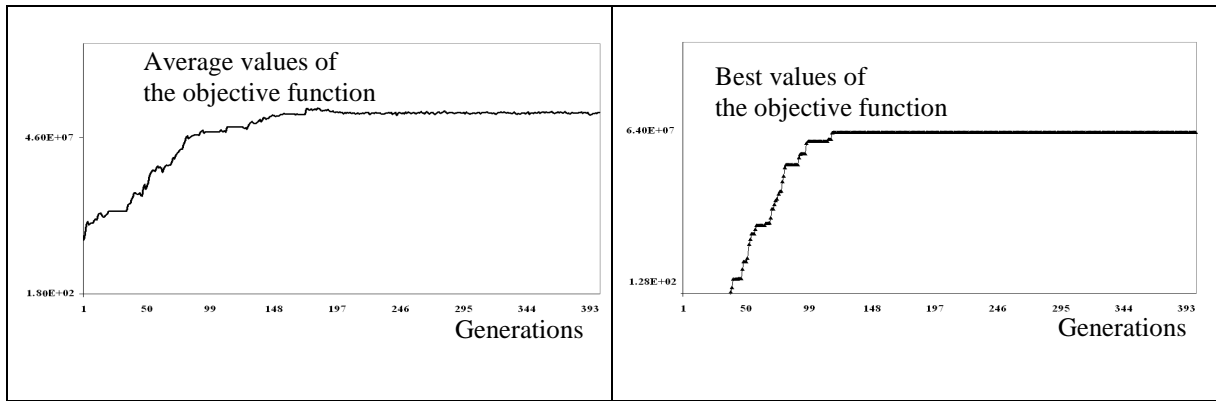 Average values of
the objective function
4.60E+07
1.80E+02
1 50 99 148 197 246 295 344 393
Generations
Best values of
the objective function
6.40E+07
1.28E+02
1 50 99 148 197 246 295 344 393
Generations